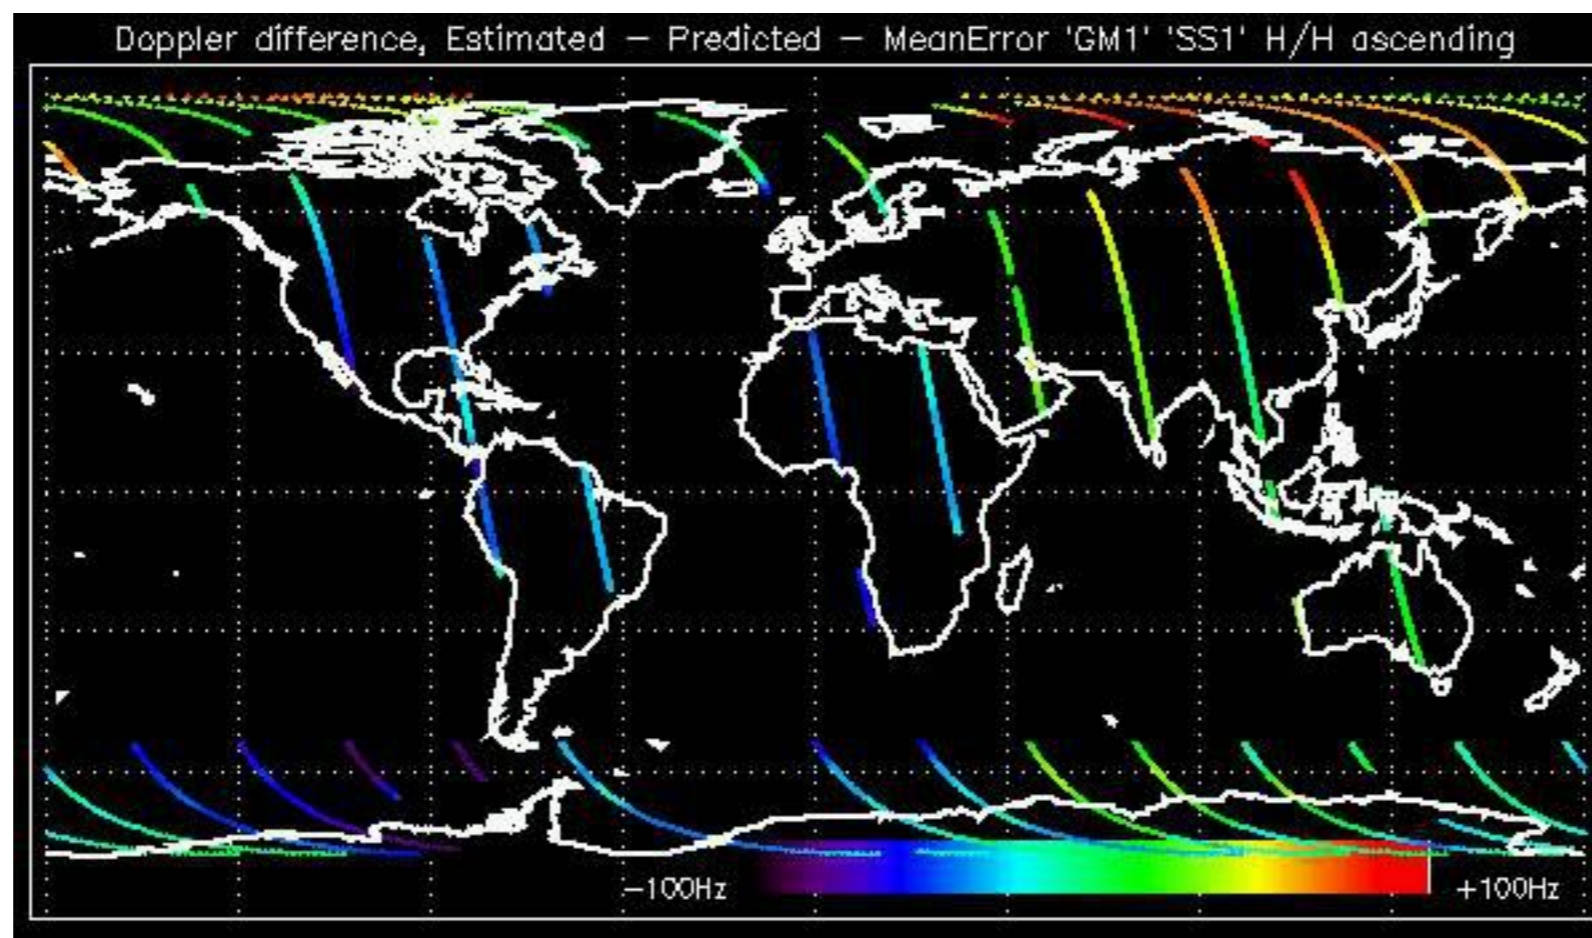 Doppler difference, Estimated – Predicted – MeanError 'GM1' 'SS1' H/H ascending
-100Hz
+100Hz